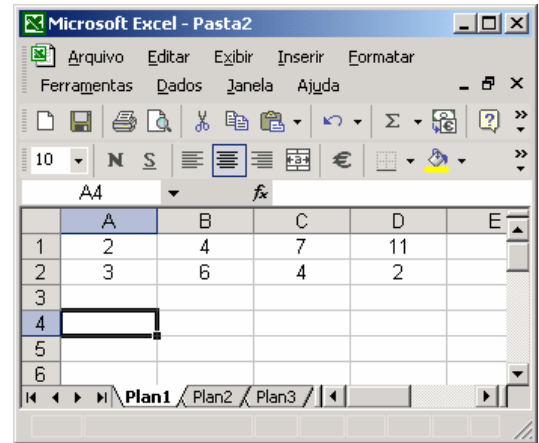 Microsoft Excel - Pasta2
Arquivo Editar Exibir Inserir Formatar
Ferramentas Dados Janela Ajuda
10 N S €
A4 fx
A B C D E
1 2 4 7 11
2 3 6 4 2
3
4
5
6
Plan1 Plan2 Plan3